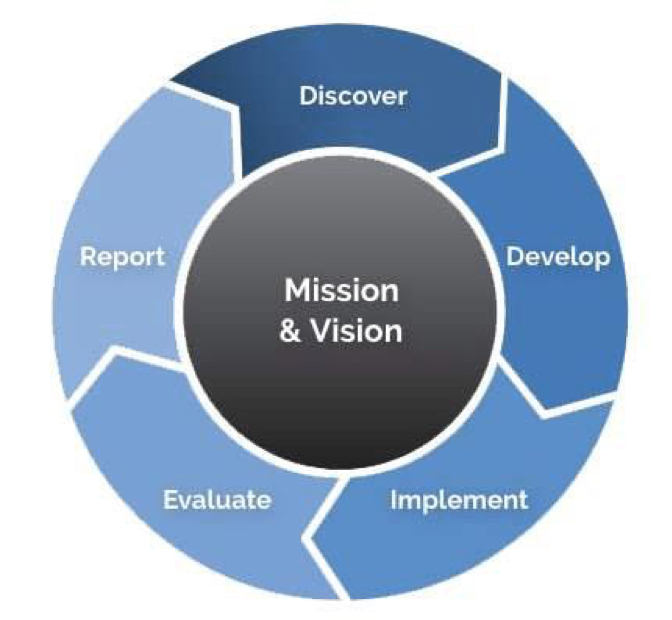 Discover
Develop
Implement
Evaluate
Report
Mission
& Vision